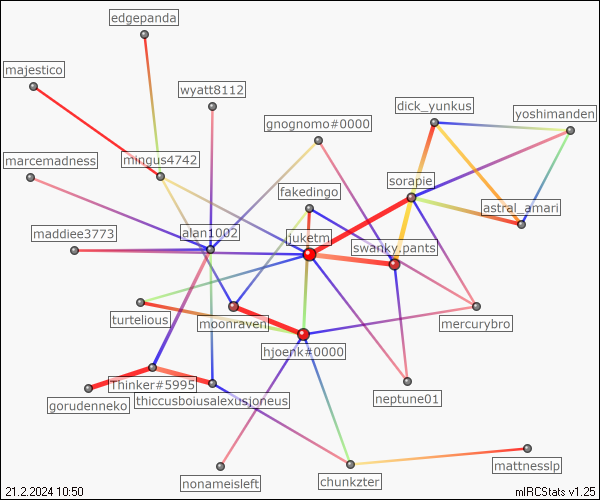 edgepanda
majestico
wyatt8112
dick_yunkus
yoshimanden
gnognomo#0000
marcemadness
mingus4742
sorapie
fakedingo
astral_amari
maddiee3773
alan1002
juketm
swanky.pants
turtelious
moonraveni
mercurybro
hjoenk#0000
Thinker#5995
gorudenneko
thiccusboiusalexusjoneus
neptune01
nonameisleft
chunkzter
mattnesslp
21.2.2024 10:50
mIRCStats v1.25